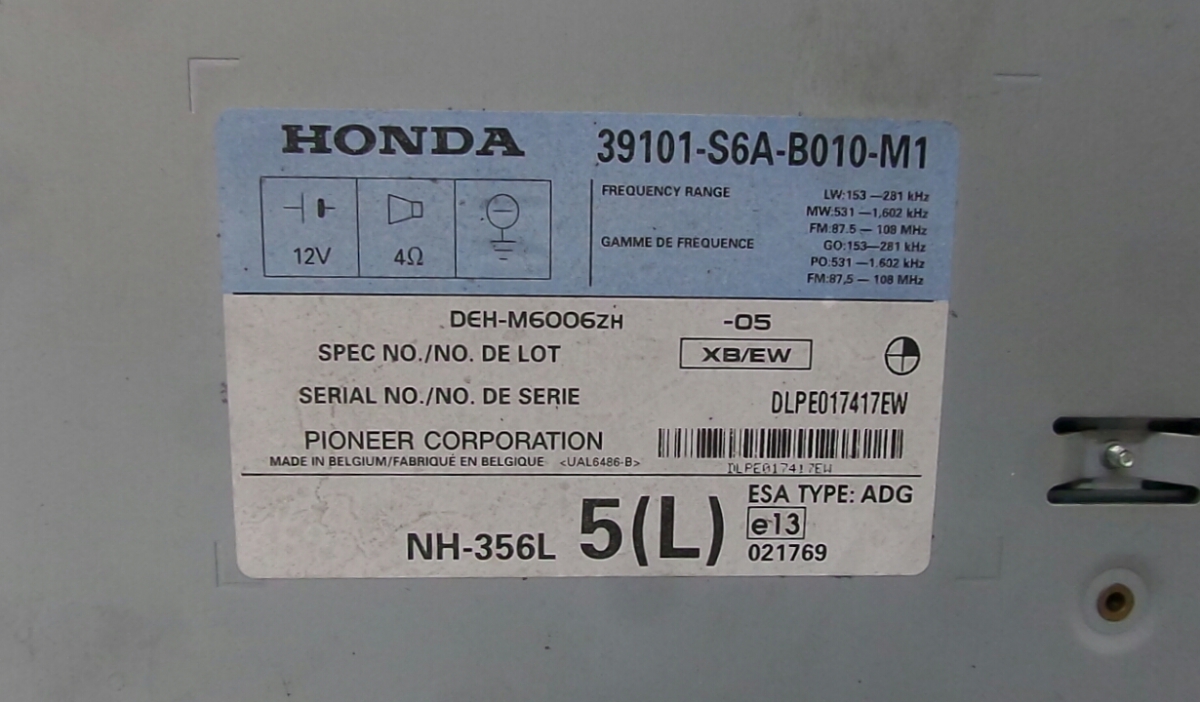 HONDA 39101-S6A-B010-M1
12V 4Ω
FREQUENCY RANGE LW:153 —281 kHz
MW:531 —1,602 kHz
FM:87.5 — 108 MHz
GAMME DE FREQUENCE GO:153—281 kHz
PO:531 —1.602 kHz
FM:87,5 — 108 MHz
DEH-M6006ZH -05
SPEC NO./NO. DE LOT XB/EW
SERIAL NO./NO. DE SERIE DLPE017417EW
PIONEER CORPORATION
MADE IN BELGIUM/FABRIQUÉ EN BELGIQUE <UAL6486-B> DLPE017417EW
NH-356L 5(L) ESA TYPE: ADG
e13
021769